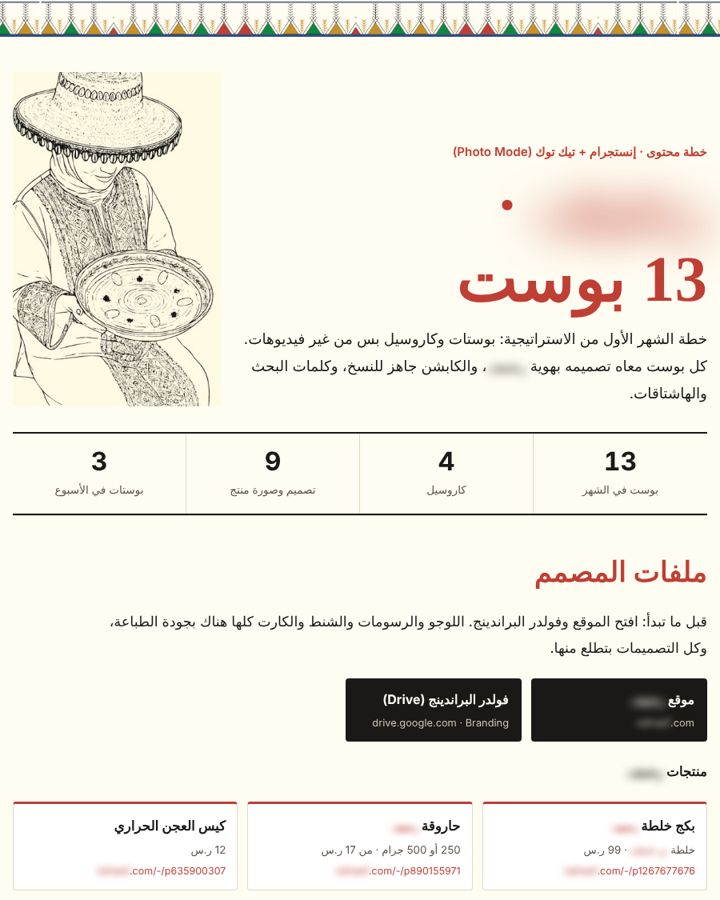 خطة محتوى · إنستجرام + تيك توك (Photo Mode)
13 بوست
خطة الشهر الأول من الاستراتيجية: بوستات وكاروسيل بس من غير فيديوهات.
كل بوست معاه تصميمه بهوية ، والكابشن جاهز للنسخ، وكلمات البحث
والهاشتاقات.
13
بوست في الشهر
4
كاروسيل
9
تصميم وصورة منتج
3
بوستات في الأسبوع
ملفات المصمم
قبل ما تبدأ: افتح الموقع وفولدر البراندينج. اللوجو والرسومات والشنط والكارت كلها هناك بجودة الطباعة،
وكل التصميمات بتطلع منها.
موقع
.com
فولدر البراندينج (Drive)
drive.google.com · Branding
منتجات
بكج خلطة
خلطة · 99 ر.س
.com/-/p1267677676
حاروقة
250 أو 500 جرام · من 17 ر.س
.com/-/p890155971
كيس العجن الحراري
12 ر.س
.com/-/p635900307